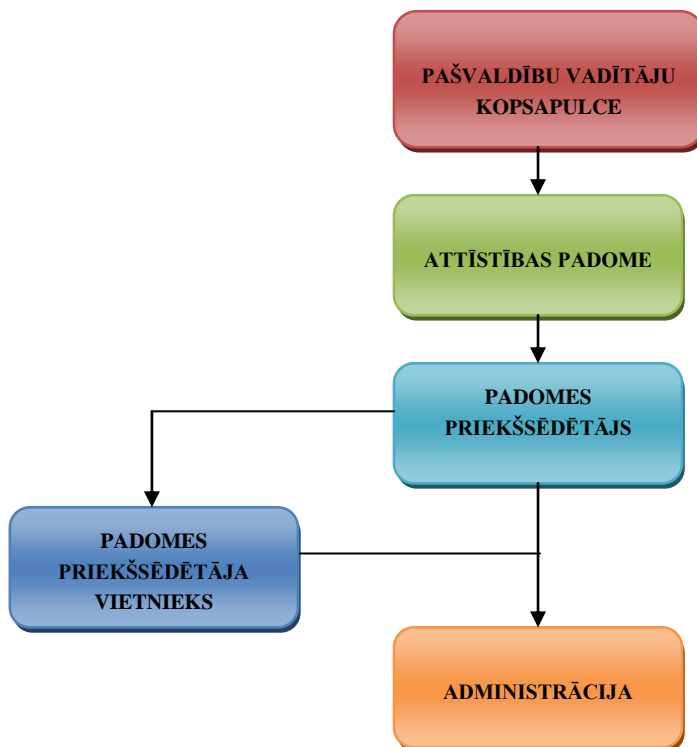 PAŠVALDĪBU VADĪTĀJU
KOPSAPULCE
ATTĪSTĪBAS PADOME
PADOMES
PRIEKŠSĒDĒTĀJS
PADOMES
PRIEKŠSĒDĒTĀJA
VIETNIEKS
ADMINISTRĀCIJA